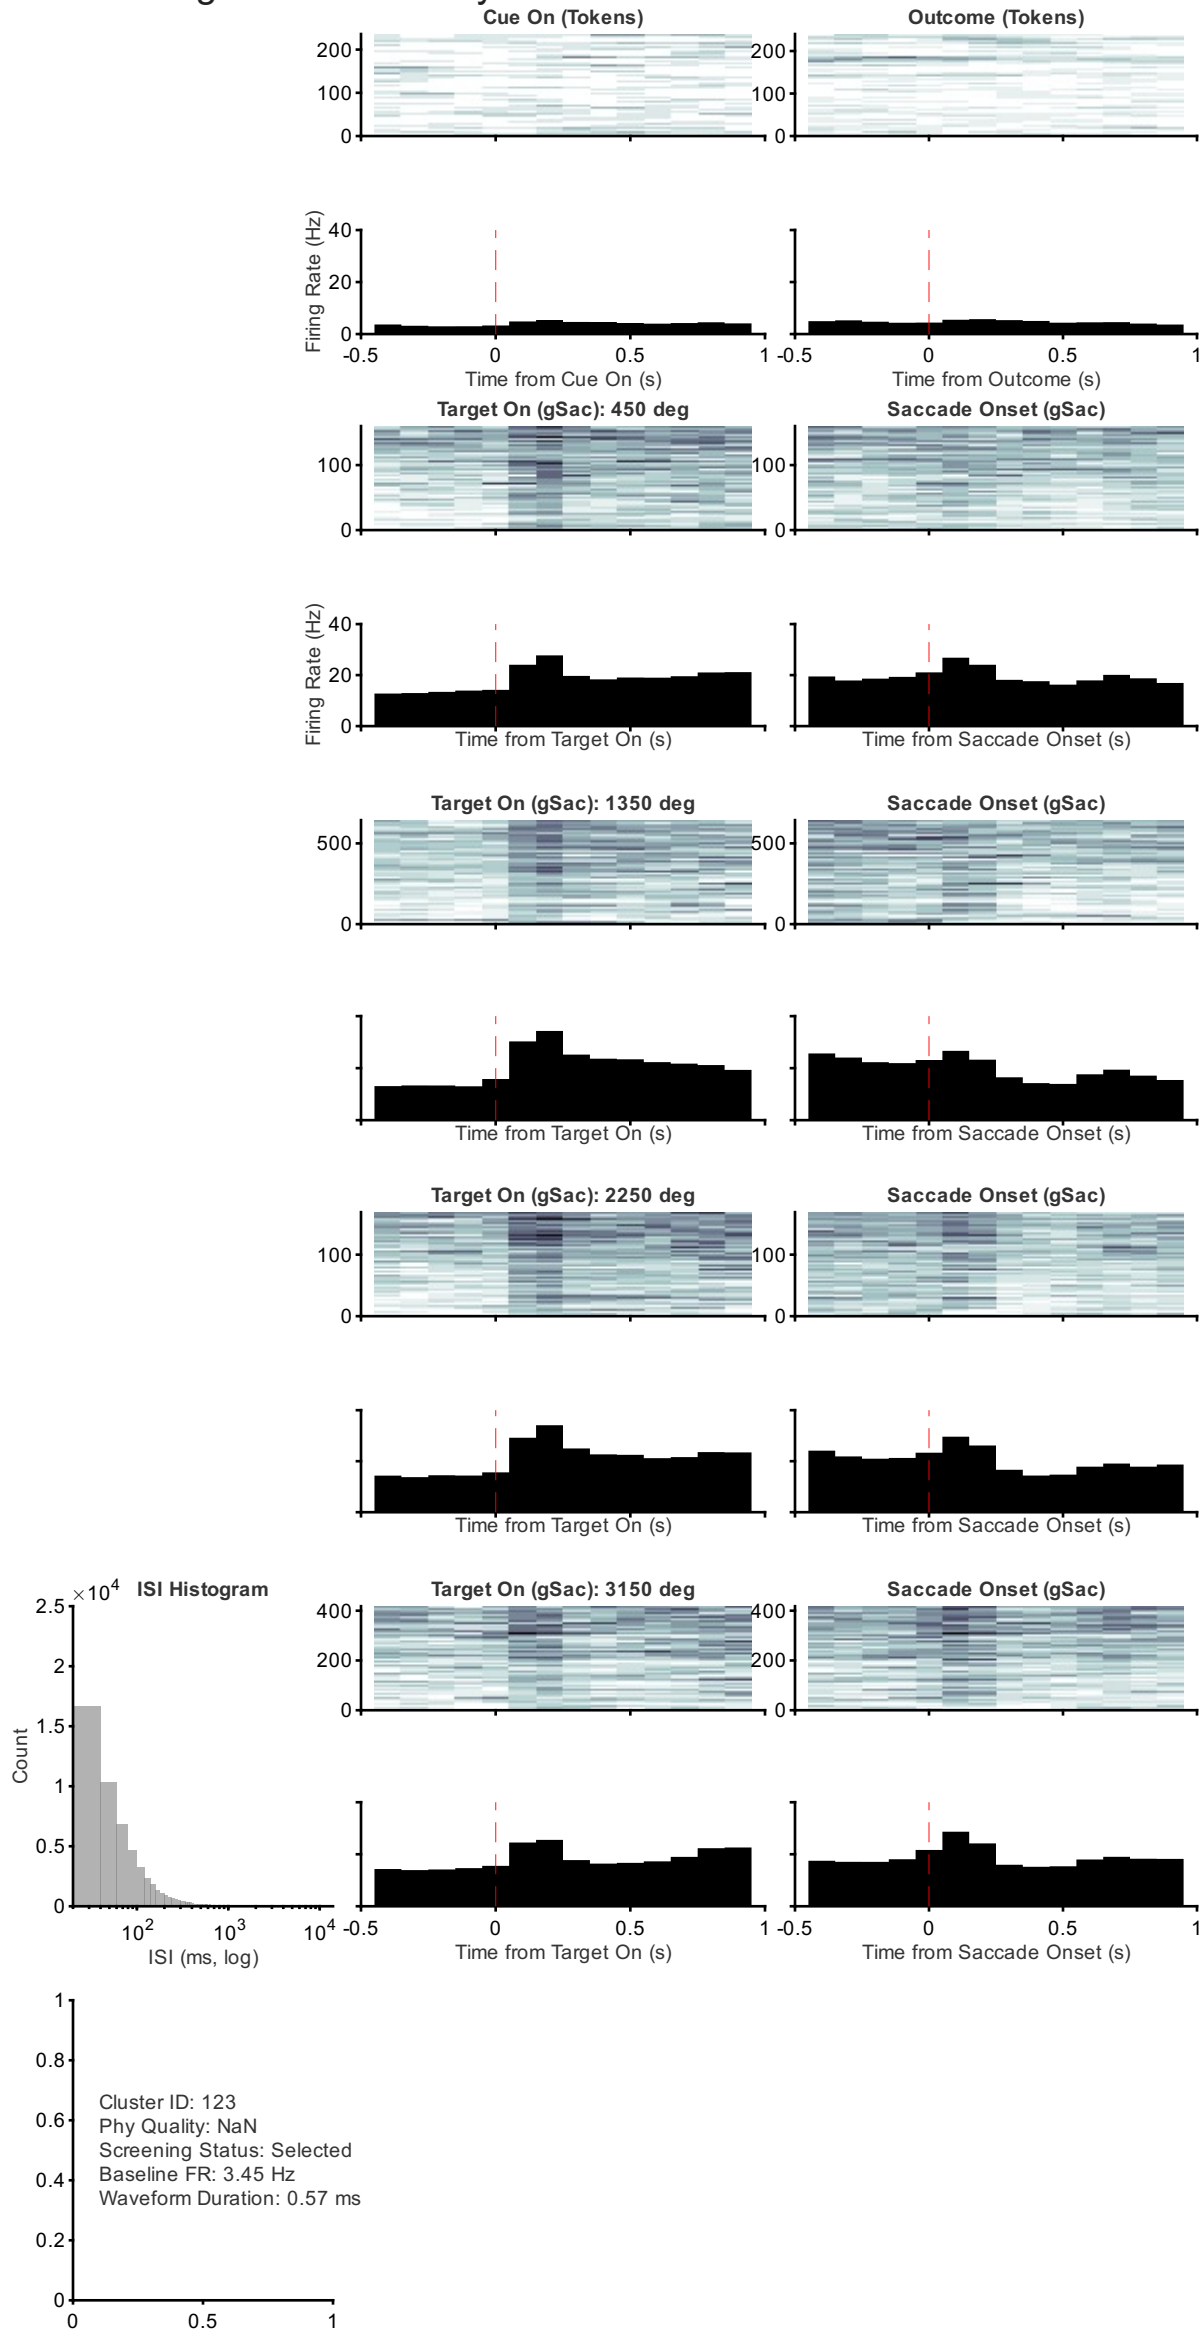 Cue On (Tokens)
Outcome (Tokens)
200
100
0
200
100
0
Firing Rate (Hz)
40
20
0
-0.5
0
0.5
1
-0.5
0
0.5
1
Time from Cue On (s)
Time from Outcome (s)
Target On (gSac): 450 deg
Saccade Onset (gSac)
100
0
100
0
Firing Rate (Hz)
40
20
0
Time from Target On (s)
Time from Saccade Onset (s)
Target On (gSac): 1350 deg
Saccade Onset (gSac)
500
0
500
0
Time from Target On (s)
Time from Saccade Onset (s)
Target On (gSac): 2250 deg
Saccade Onset (gSac)
100
0
100
0
Time from Target On (s)
Time from Saccade Onset (s)
×10⁴
ISI Histogram
Target On (gSac): 3150 deg
Saccade Onset (gSac)
2.5
2
1.5
1
0.5
0
Count
400
200
0
400
200
0
10²
10³
10⁴
ISI (ms, log)
-0.5
0
0.5
1
-0.5
0
0.5
1
Time from Target On (s)
Time from Saccade Onset (s)
1
0.8
0.6
0.4
0.2
0
Cluster ID: 123
Phy Quality: NaN
Screening Status: Selected
Baseline FR: 3.45 Hz
Waveform Duration: 0.57 ms
0
0.5
1